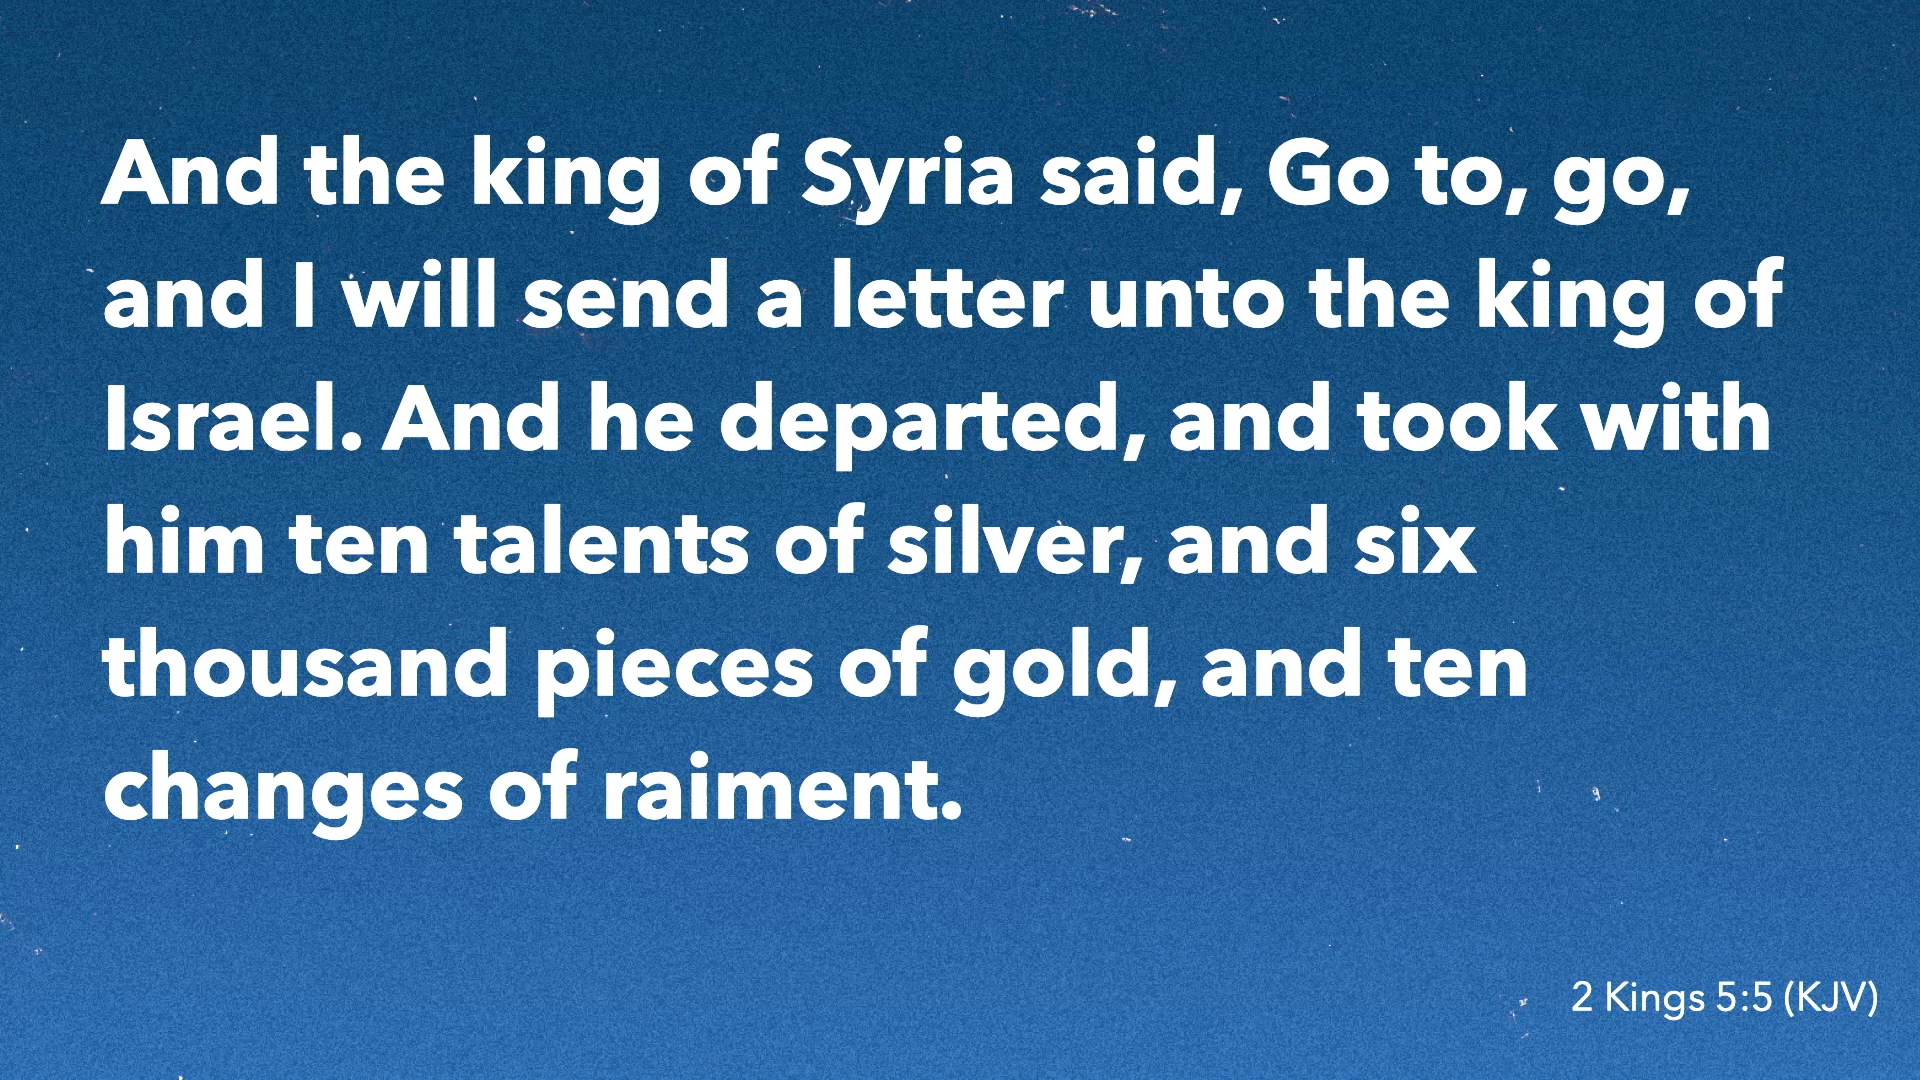 And the king of Syria said, Go to, go,
and I will send a letter unto the king of
Israel. And he departed, and took with
him ten talents of silver, and six
thousand pieces of gold, and ten
changes of raiment.
2 Kings 5:5 (KJV)